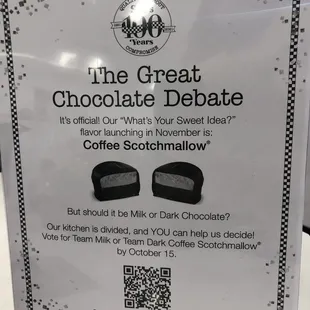 100
Years
The Great
Chocolate Debate
It's official! Our "What's Your Sweet Idea?"
flavor launching in November is:
Coffee Scotchmallow®
But should it be Milk or Dark Chocolate?
Our kitchen is divided, and YOU can help us decide!
Vote for Team Milk or Team Dark Coffee Scotchmallow®
by October 15.